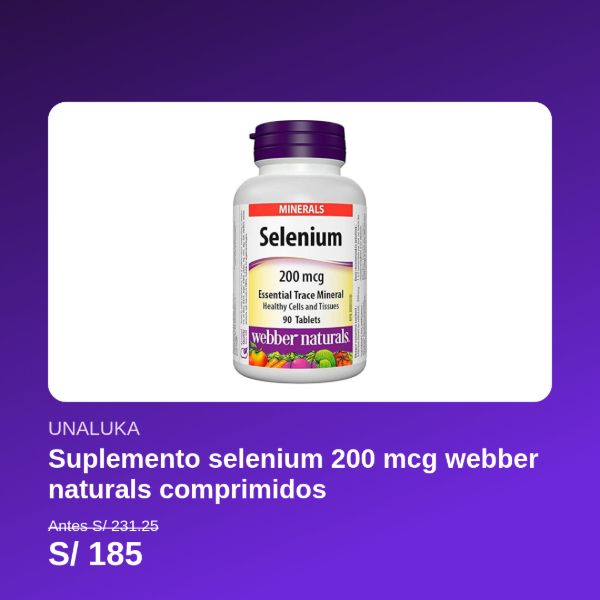 MINERALS
Selenium
200 mcg
Essential Trace Mineral
Healthy Cells and Tissues
90 Tablets
webber naturals.
UNALUKA
Suplemento selenium 200 mcg webber
naturals comprimidos
Antes S/ 231.25
S/ 185